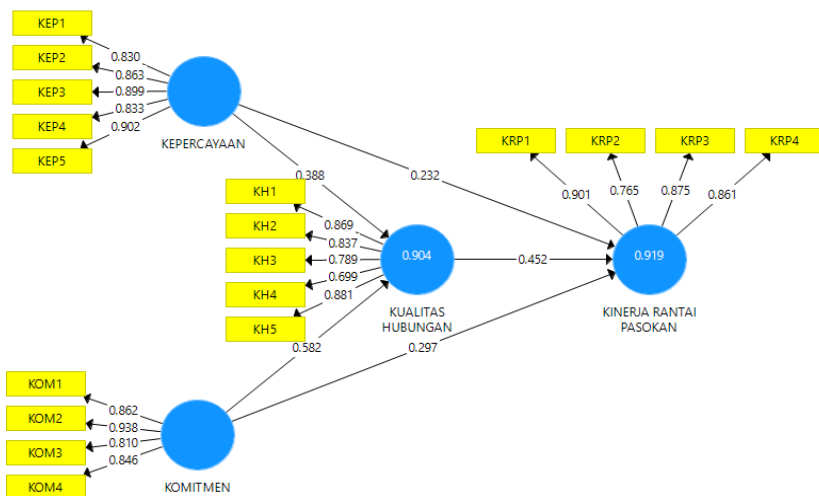 KEP1
KEP2
KEP3
KEP4
KEP5
0.830
0.863
0.899
0.833
0.902
KEPERCAYAAN
0.388
0.232
KRP1
KRP2
KRP3
KRP4
0.901
0.765
0.875
0.861
KH1
KH2
KH3
KH4
KH5
0.869
0.837
0.789
0.699
0.881
0.904
KUALITAS
HUBUNGAN
0.452
0.919
KINERJA RANTAI
PASOKAN
0.582
0.297
KOM1
KOM2
KOM3
KOM4
0.862
0.938
0.810
0.846
KOMITMEN